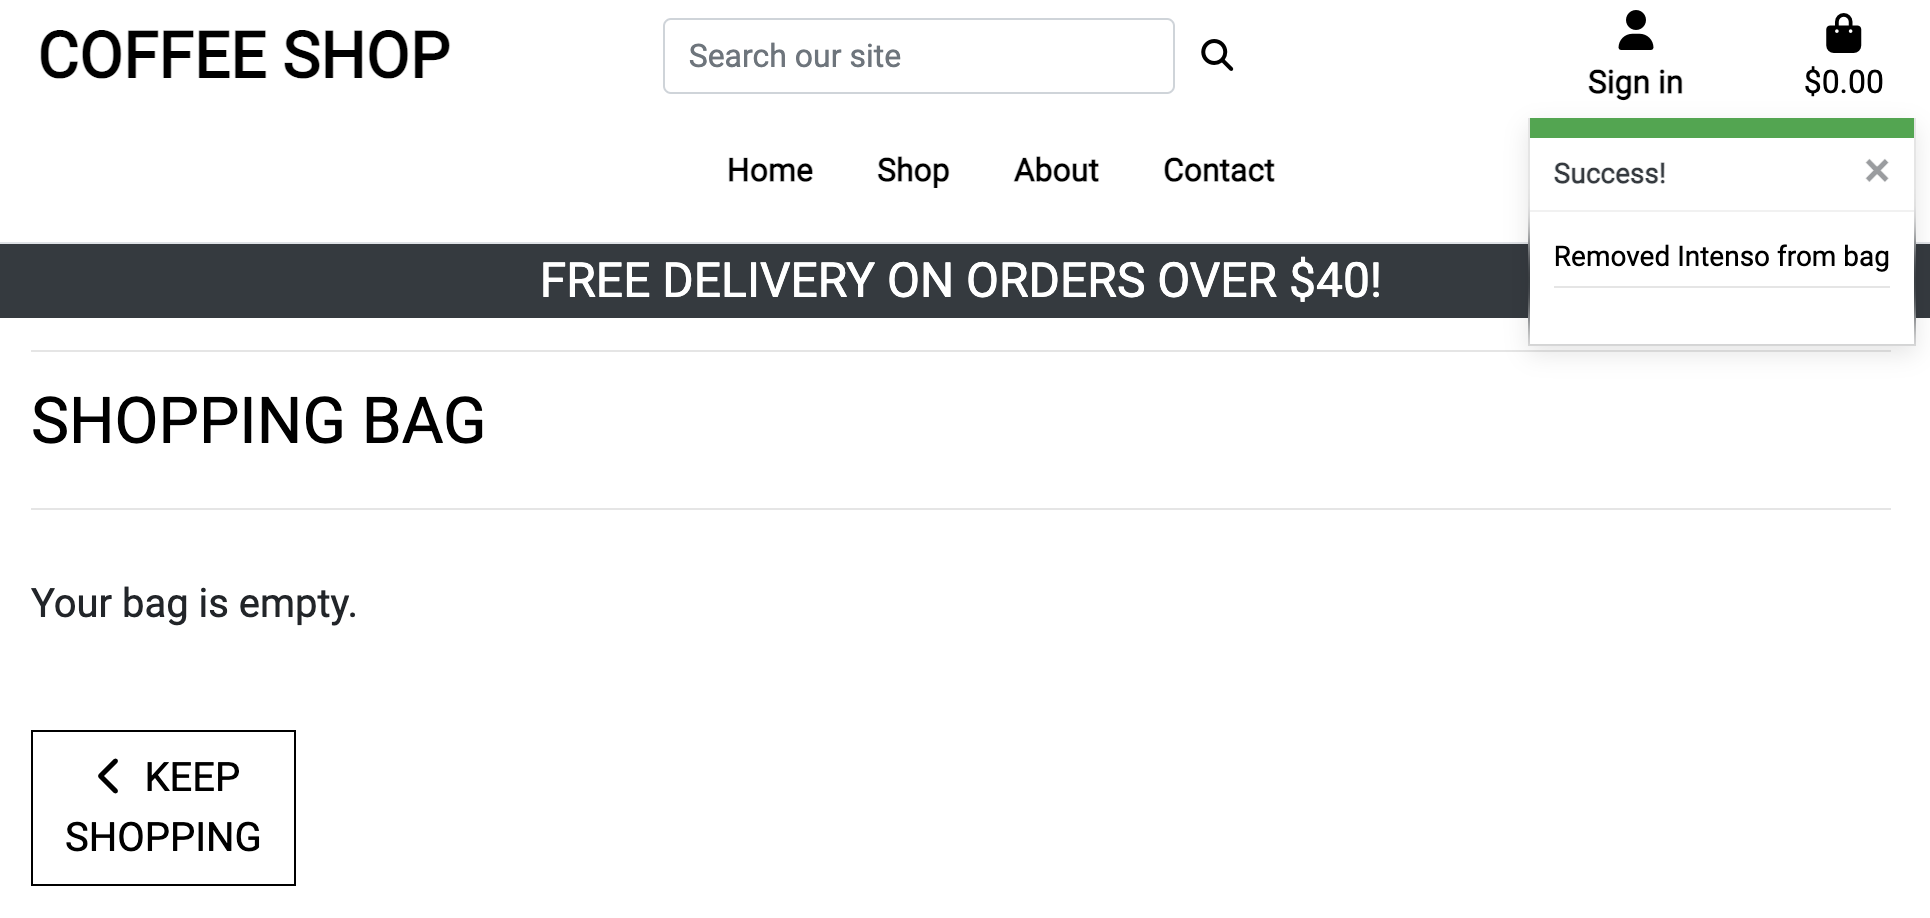 COFFEE SHOP
Search our site
Sign in
$0.00
Home Shop About Contact
Success!
Removed Intenso from bag
FREE DELIVERY ON ORDERS OVER $40!
SHOPPING BAG
Your bag is empty.
KEEP
SHOPPING